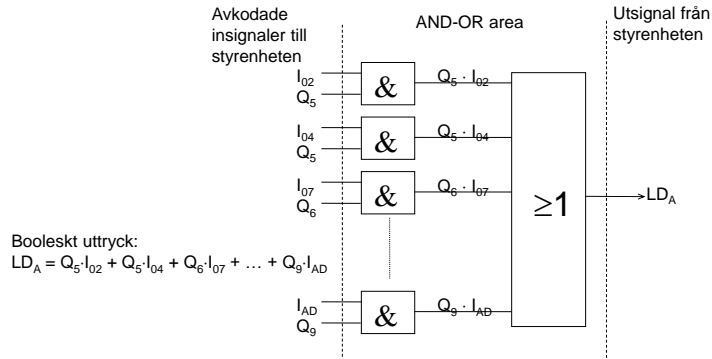 Avkodade
insignaler till
styrenheten
AND-OR area
Utsignal från
styrenheten
I02
Q5
&
Q5 · I02
I04
Q5
&
Q5 · I04
I07
Q6
&
Q6 · I07
≥1
LDA
Booleskt uttryck:
LDA = Q5·I02 + Q5·I04 + Q6·I07 + … + Q9·IAD
IAD
Q9
&
Q9 · IAD